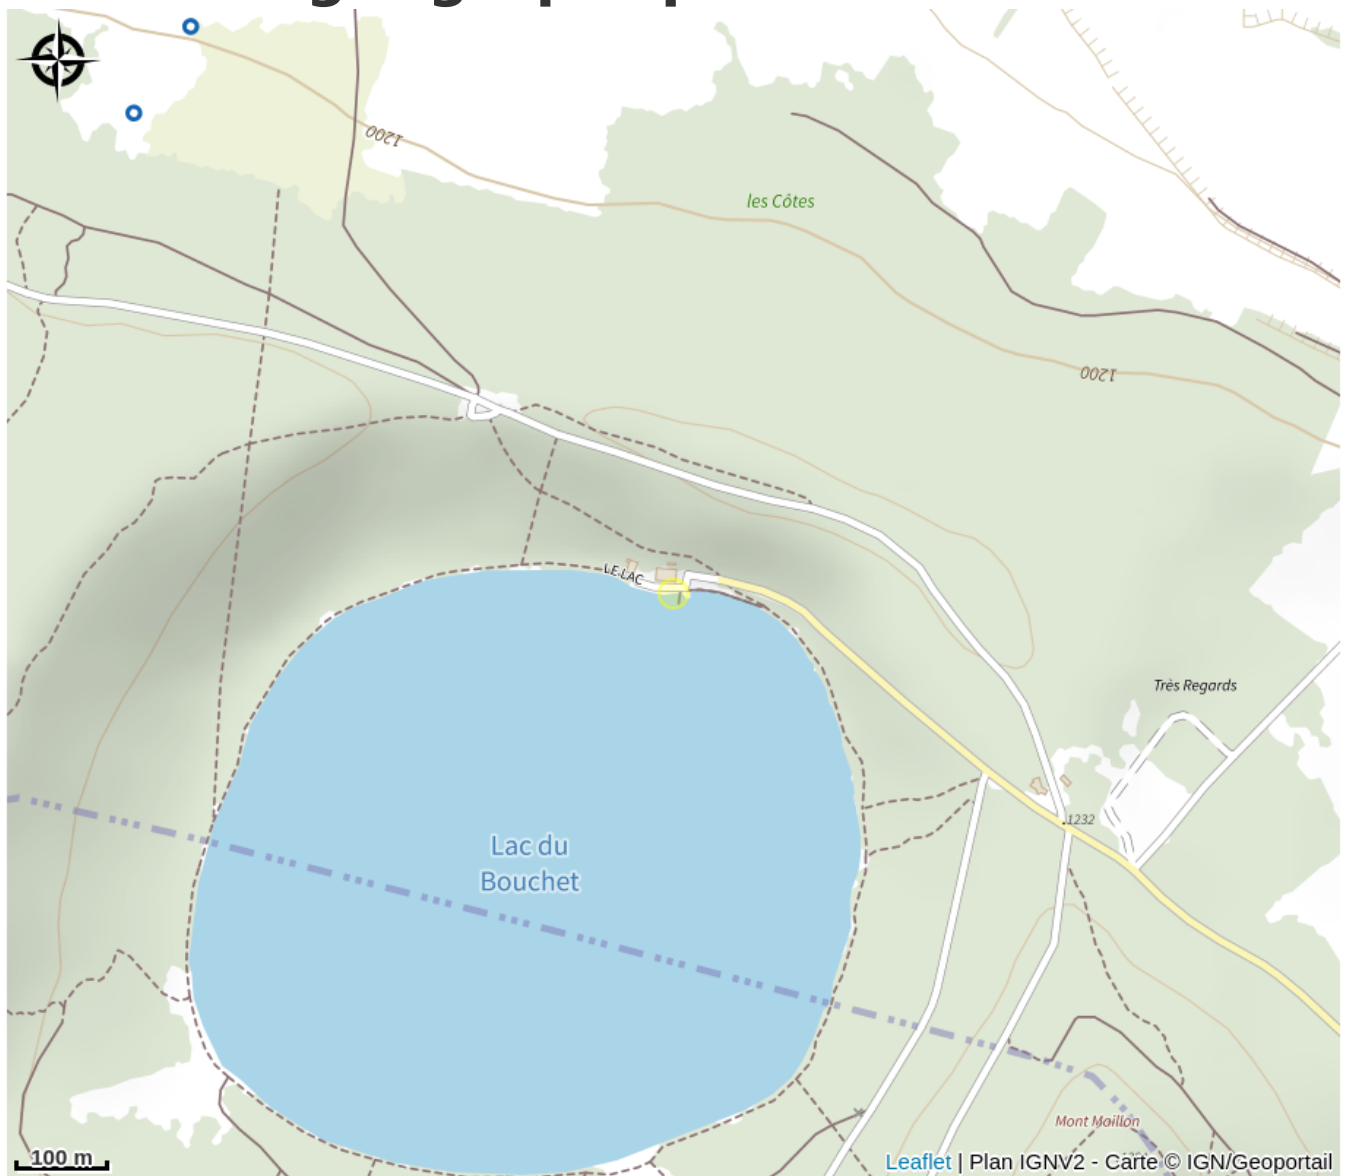 1200
les Côtes
1200
LE LAC
Très Regards
1232
Lac du
Bouchet
Mont Moillon
100 m
Leaflet | Plan IGNV2 - Carte © IGN/Geoportail